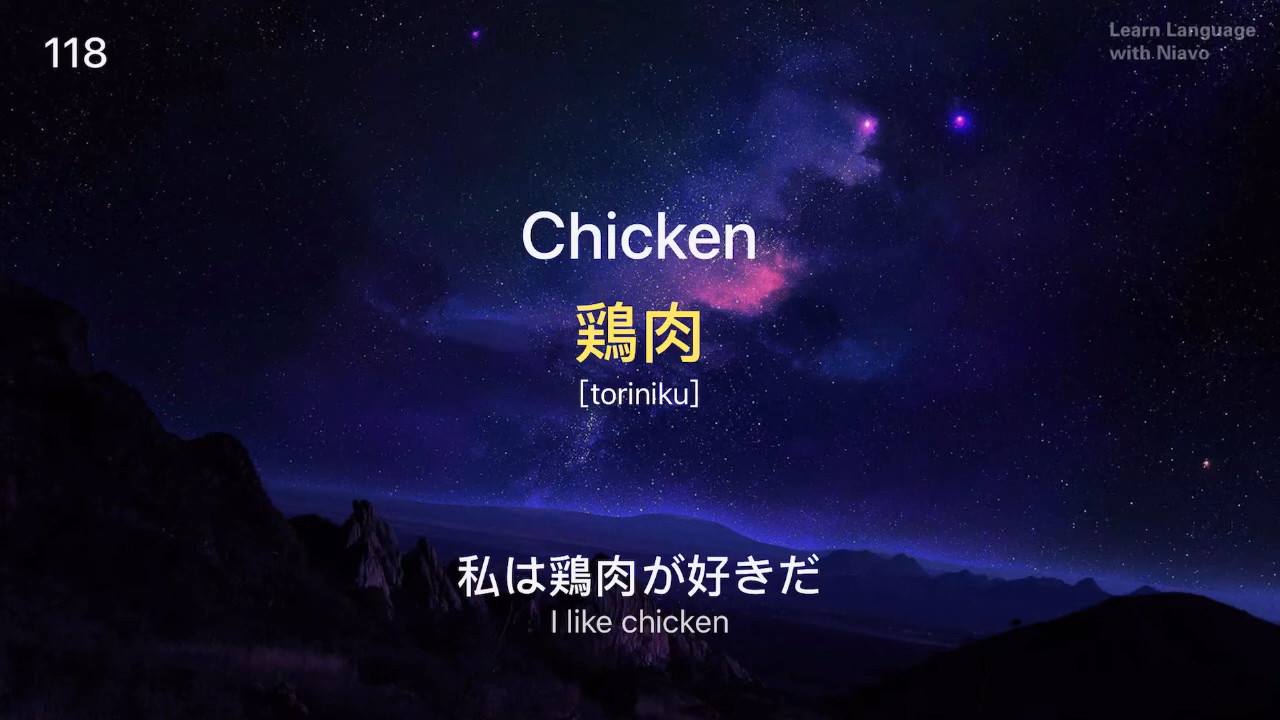 118
Learn Language
with Niavo
Chicken
鶏肉
[toriniku]
私は鶏肉が好きだ
I like chicken